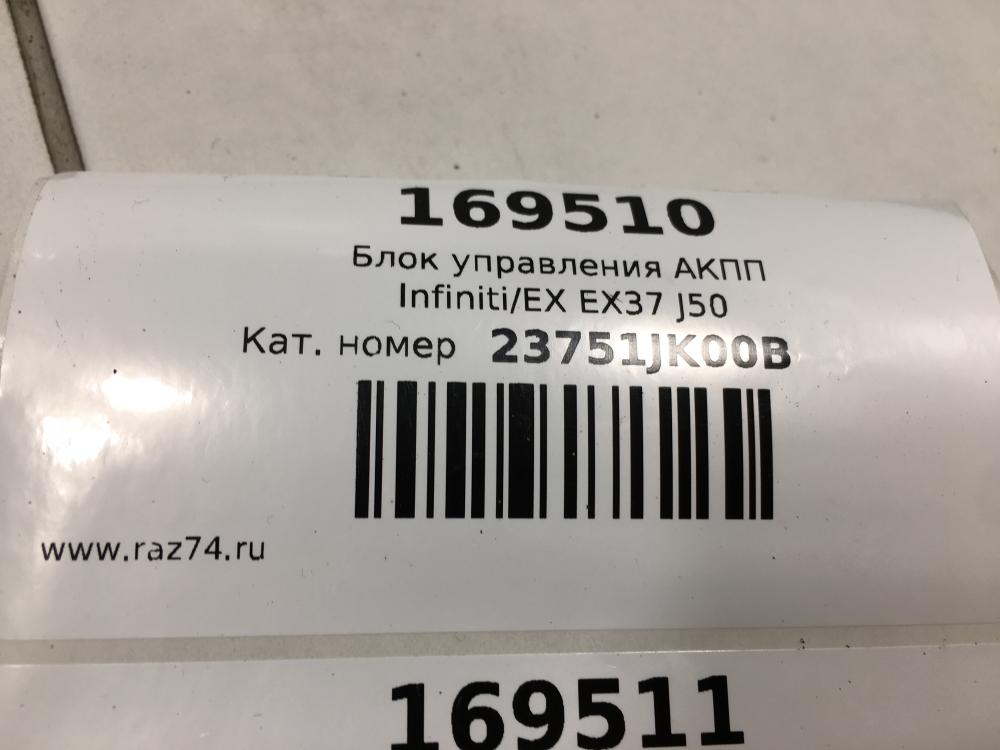 169510
Блок управления АКПП
Infiniti/EX EX37 J50
Кат. номер 23751JK00B
www.raz74.ru
169511